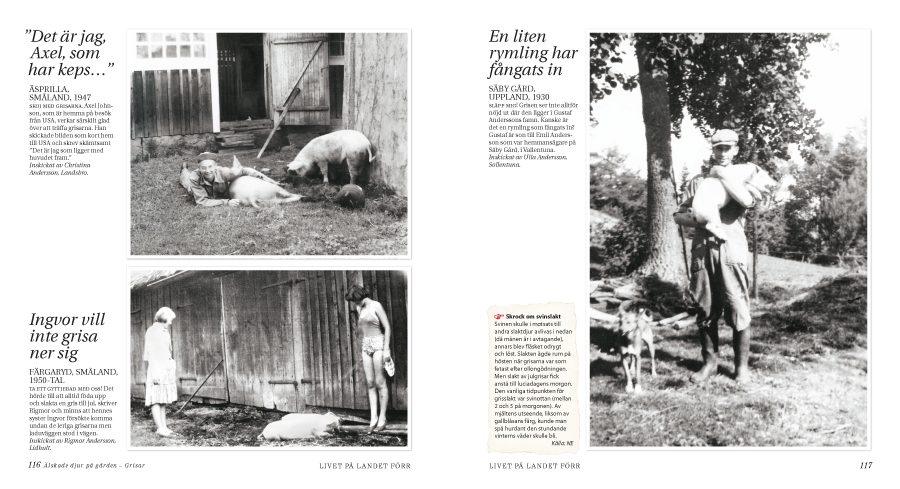 ”Det är jag,
Axel, som
har keps…”
ÄSPRILLA,
SMÅLAND, 1947
SKOJ MED GRISARNA. Axel John-
son, som är hemma på besök
från USA, verkar särskilt glad
över att träffa grisarna. Han
skickade bilden som kort hem
till USA och skrev skämtsamt
”Det är jag som ligger med
huvudet fram.”
Inskickat av Christina
Andersson, Landsbro.
Ingvor vill
inte grisa
ner sig
FÄRGARYD, SMÅLAND,
1950-TAL
TA ETT GYTTJEBAD MED OSS! Det
hörde till att alltid föda upp
och slakta en gris till jul, skriver
Rigmor och minns att hennes
syster Ingvor försökte komma
undan de leriga grisarna men
laduväggen stod i vägen.
Inskickat av Rigmor Andersson,
Lidhult.
116 Älskade djur på gården – Grisar
LIVET PÅ LANDET FÖRR
En liten
rymling har
fångats in
SÄBY GÅRD,
UPPLAND, 1930
SLÄPP MIG! Grisen ser inte alltför
nöjd ut där den ligger i Gustaf
Anderssons famn. Kanske är
det en rymling som fångats in?
Gustaf är son till Emil Anders-
son som var hemmansägare på
Säby Gård, i Vallentuna.
Inskickat av Ulla Andersson,
Sollentuna.
Skrock om svinslakt
Svinen skulle i motsats till
andra slaktdjur avlivas i nedan
(då månen är i avtagande),
annars blev fläsket odrygt
och löst. Slakten ägde rum på
hösten när grisarna var som
fetast efter ollongödningen.
Men slakt av julgrisar fick
anstå till luciadagens morgon.
Den vanliga tidpunkten för
grisslakt var svinottan (mellan
2 och 5 på morgonen). Av
mjältens utseende, liksom av
gallblåsans färg, kunde man
spå hurdant den stundande
vinterns väder skulle bli.
Källa: NE
LIVET PÅ LANDET FÖRR
117